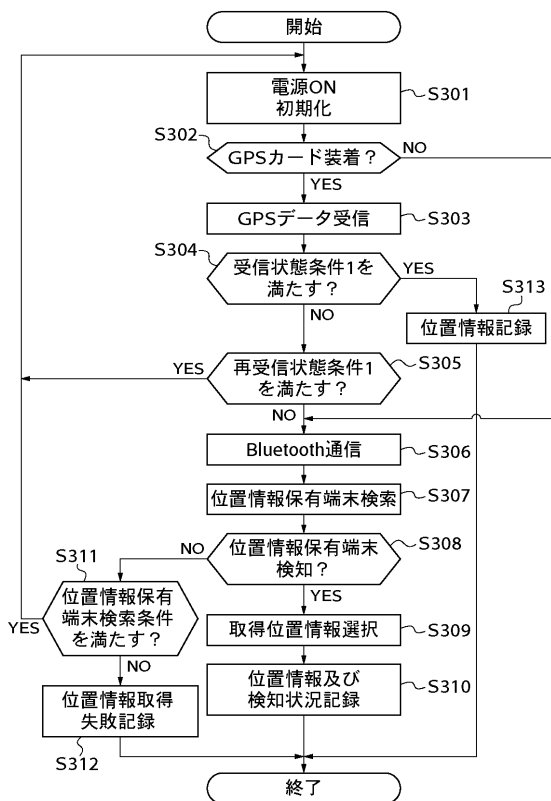 開始
電源ON
初期化
S301
S302
GPSカード装着？
NO
YES
GPSデータ受信
S303
S304
受信状態条件1を
満たす？
YES
S313
NO
位置情報記録
再受信状態条件1
を満たす？
YES
S305
NO
Bluetooth通信
S306
位置情報保有端末検索
S307
位置情報保有端末
検知？
S308
NO
YES
S311
位置情報保有
端末検索条件
を満たす？
YES
取得位置情報選択
S309
NO
位置情報及び
検知状況記録
S310
位置情報取得
失敗記録
S312
終了